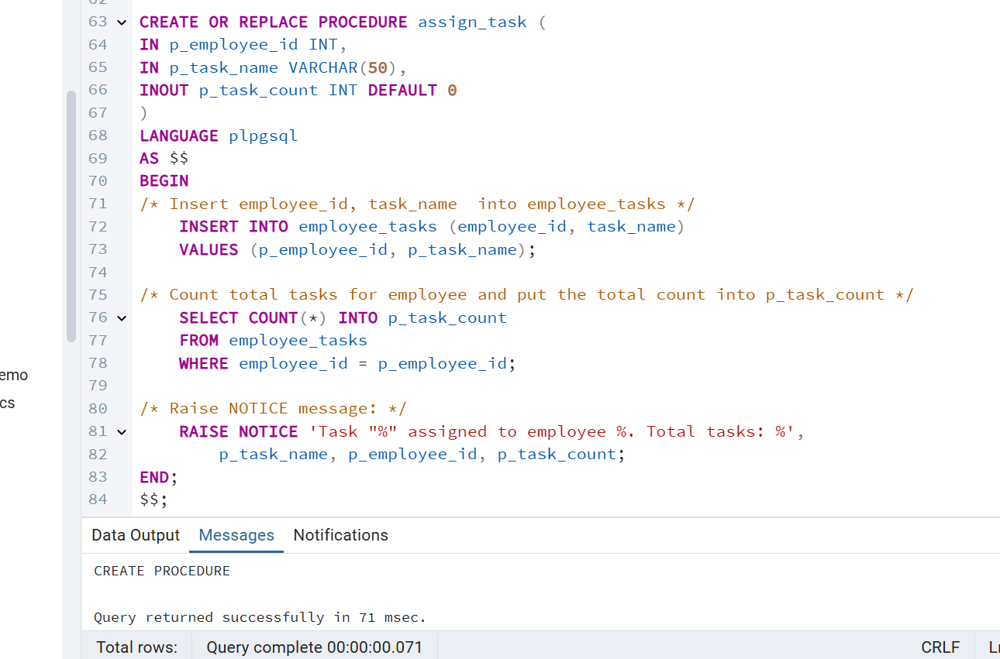 62
63 CREATE OR REPLACE PROCEDURE assign_task (
64 IN p_employee_id INT,
65 IN p_task_name VARCHAR(50),
66 INOUT p_task_count INT DEFAULT 0
67 )
68 LANGUAGE plpgsql
69 AS $$
70 BEGIN
71 /* Insert employee_id, task_name  into employee_tasks */
72     INSERT INTO employee_tasks (employee_id, task_name)
73     VALUES (p_employee_id, p_task_name);
74
75 /* Count total tasks for employee and put the total count into p_task_count */
76     SELECT COUNT(*) INTO p_task_count
77     FROM employee_tasks
78     WHERE employee_id = p_employee_id;
emo
79
cs
80 /* Raise NOTICE message: */
81     RAISE NOTICE 'Task "%" assigned to employee %. Total tasks: %',
82         p_task_name, p_employee_id, p_task_count;
83 END;
84 $$;
Data Output Messages Notifications
CREATE PROCEDURE
Query returned successfully in 71 msec.
Total rows: Query complete 00:00:00.071 CRLF